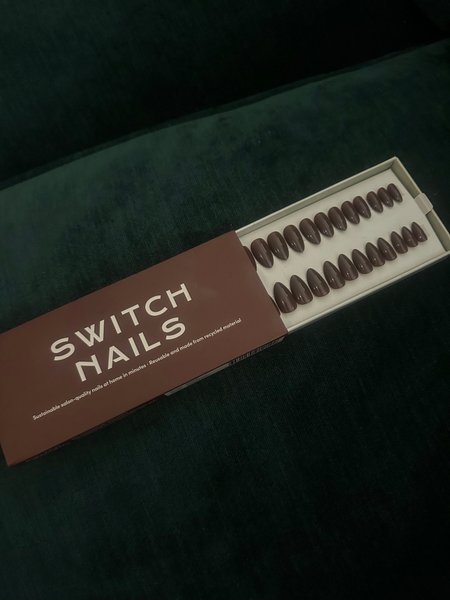 SWITCH
NAILS
Sustainable salon-quality nails at home in minutes • Reusable and made from recycled material